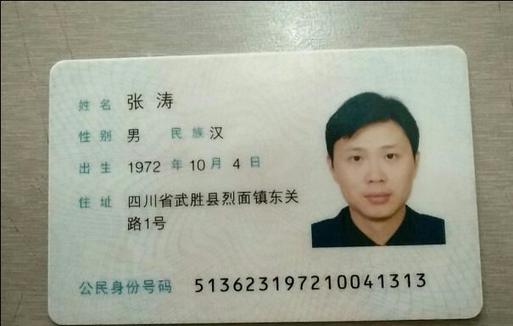 姓名 张涛
性别 男 民族 汉
出生 1972 年 10 月 4 日
住址 四川省武胜县烈面镇东关
路1号
公民身份号码 513623197210041313